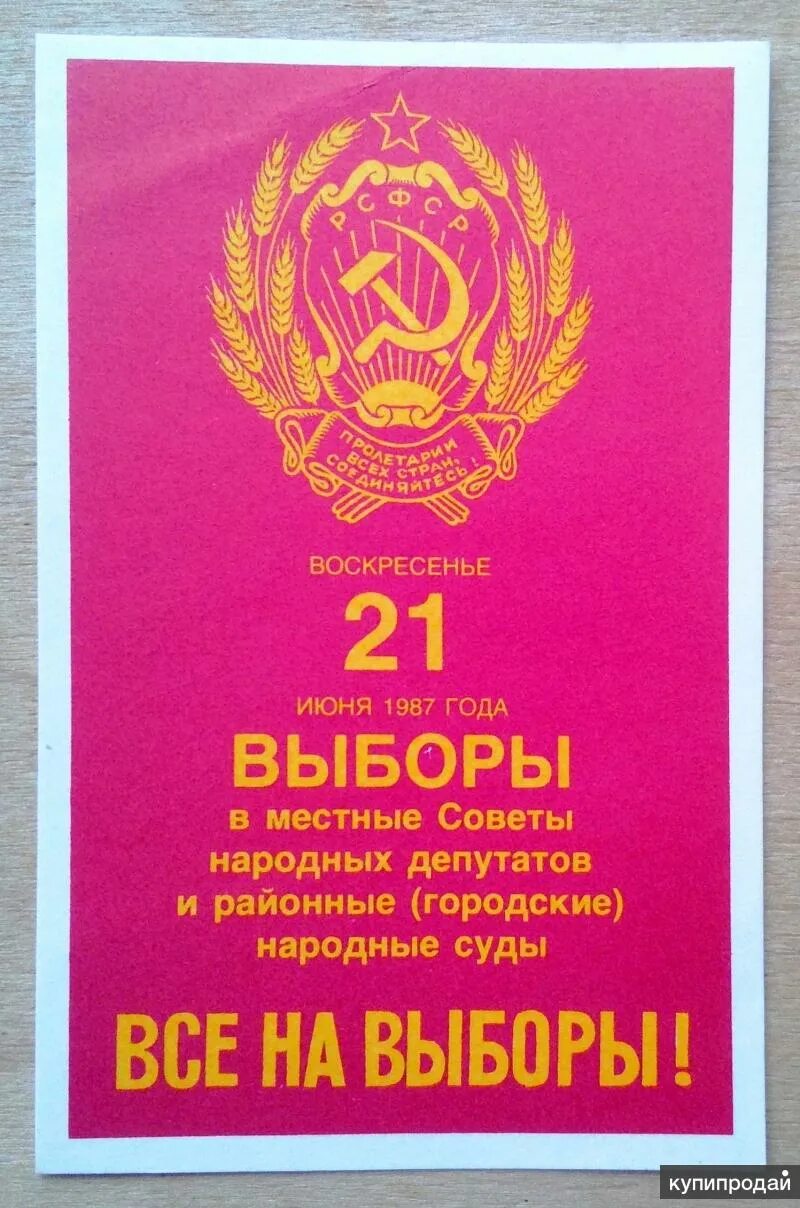 РСФСР
ПРОЛЕТАРИИ
ВСЕХ СТРАН,
СОЕДИНЯЙТЕСЬ!
ВОСКРЕСЕНЬЕ
21
ИЮНЯ 1987 ГОДА
ВЫБОРЫ
в местные Советы
народных депутатов
и районные (городские)
народные суды
ВСЕ НА ВЫБОРЫ!
купипродай